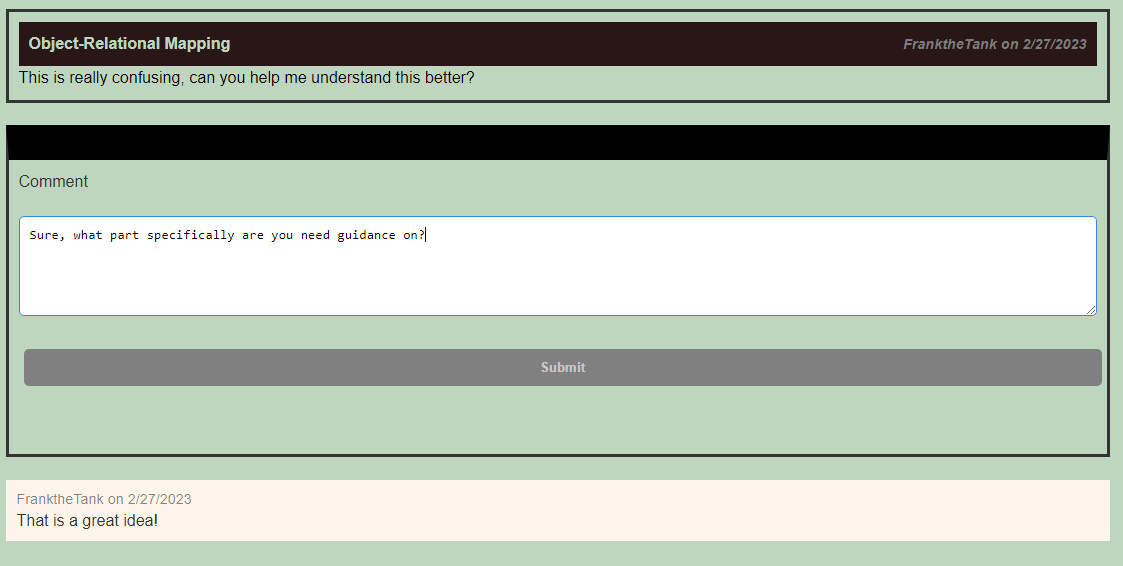 Object-Relational Mapping FranktheTank on 2/27/2023
This is really confusing, can you help me understand this better?
Comment
Sure, what part specifically are you need guidance on?
Submit
FranktheTank on 2/27/2023
That is a great idea!